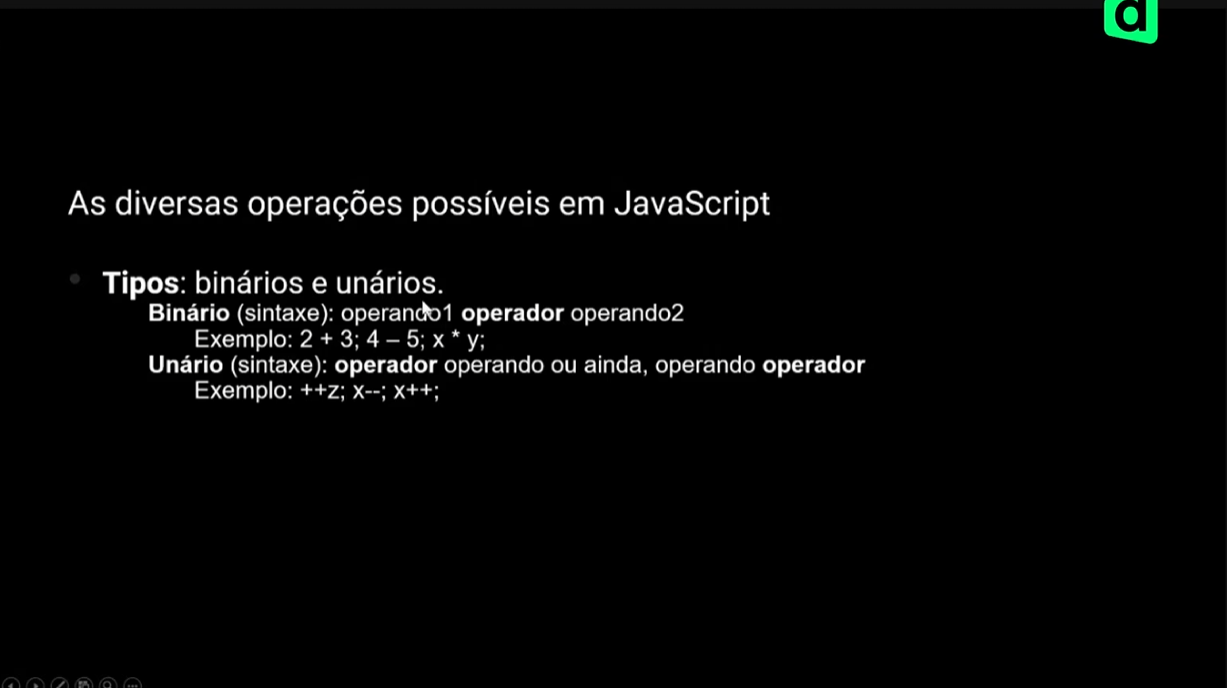 d
As diversas operações possíveis em JavaScript
Tipos: binários e unários.
Binário (sintaxe): operando1 operador operando2
Exemplo: 2 + 3; 4 – 5; x * y;
Unário (sintaxe): operador operando ou ainda, operando operador
Exemplo: ++z; x--; x++;